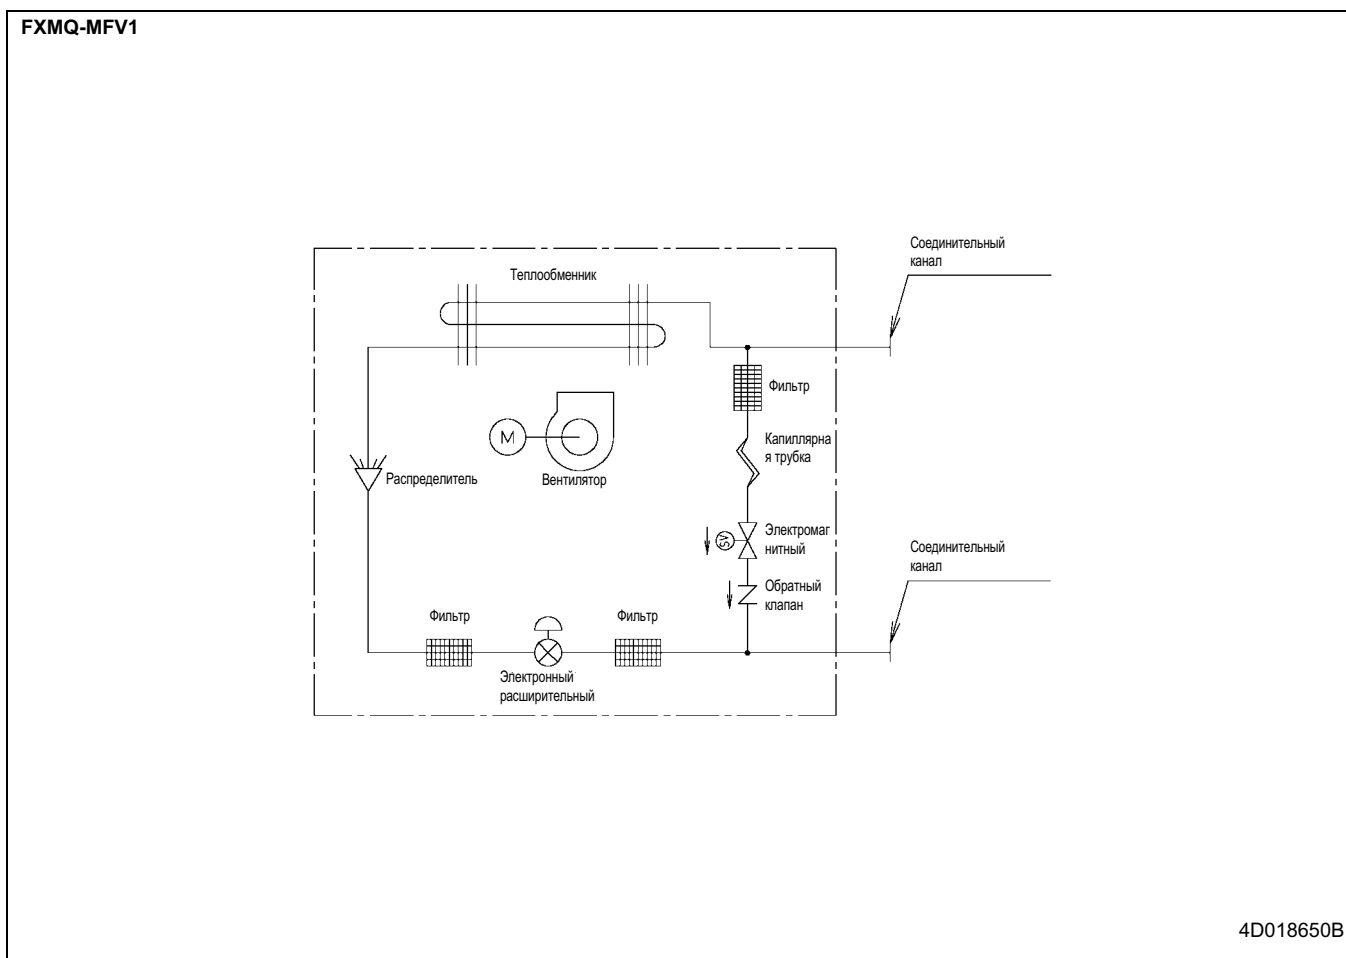 FXMQ-MFV1
Соединительный
канал
Теплообменник
Фильтр
Капиллярна
я трубка
M
Распределитель
Вентилятор
SV
Электромаг
нитный
Соединительный
канал
Обратный
клапан
Фильтр
Фильтр
Электронный
расширительный
4D018650B